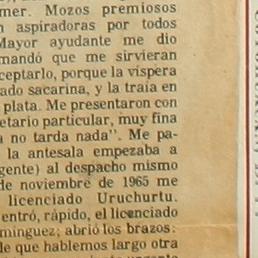 mer. Mozos premiosos
aspiradoras por todos
Mayor ayudante me dio
mandó que me sirvieran
ceptarlo, porque la víspera
ado sacarina, y la traía en
plata. Me presentaron con
etario particular, muy fina
a no tarda nada". Me pa-
la antesala empezaba a
gente) al despacho mismo
de noviembre de 1965 me
licenciado Uruchurtu.
entró, rápido, el licenciado
mínguez; abrió los brazos:
de que hablemos largo otra